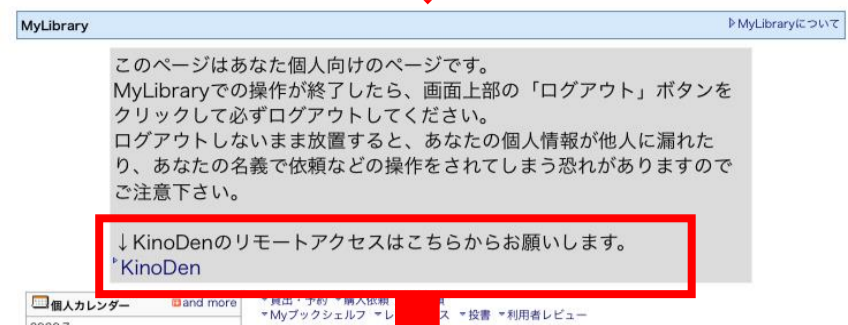 MyLibrary
MyLibraryについて
このページはあなた個人向けのページです。
MyLibraryでの操作が終了したら、画面上部の「ログアウト」ボタンを
クリックして必ずログアウトしてください。
ログアウトしないまま放置すると、あなたの個人情報が他人に漏れた
り、あなたの名義で依頼などの操作をされてしまう恐れがありますので
ご注意下さい。
↓KinoDenのリモートアクセスはこちらからお願いします。
KinoDen
個人カレンダー and more
貸出・予約 購入依頼
Myブックシェルフ 投書 利用者レビュー